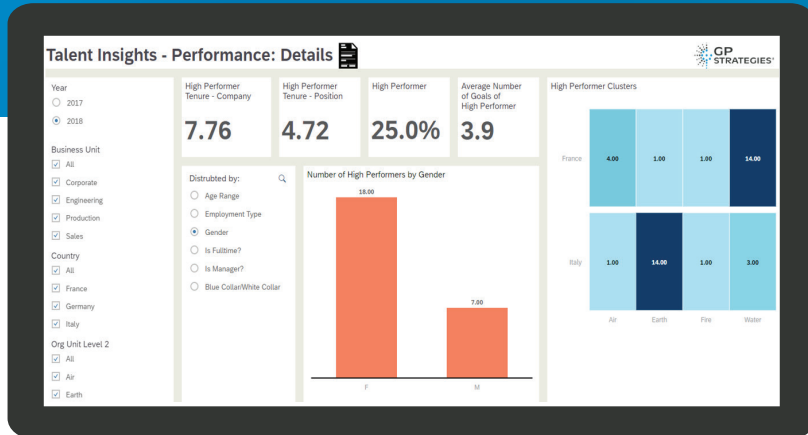 Talent Insights - Performance: Details
GP
STRATEGIES
Year
2017
2018
Business Unit
All
Corporate
Engineering
Production
Sales
Country
All
France
Germany
Italy
Org Unit Level 2
All
Air
Earth
High Performer
Tenure - Company
7.76
High Performer
Tenure - Position
4.72
High Performer
25.0%
Average Number
of Goals of
High Performer
3.9
Distrubted by:
Age Range
Employment Type
Gender
Is Fulltime?
Is Manager?
Blue Collar/White Collar
Number of High Performers by Gender
18.00
7.00
F M
High Performer Clusters
France 4.00 1.00 1.00 14.00
Italy 1.00 14.00 1.00 3.00
Air Earth Fire Water